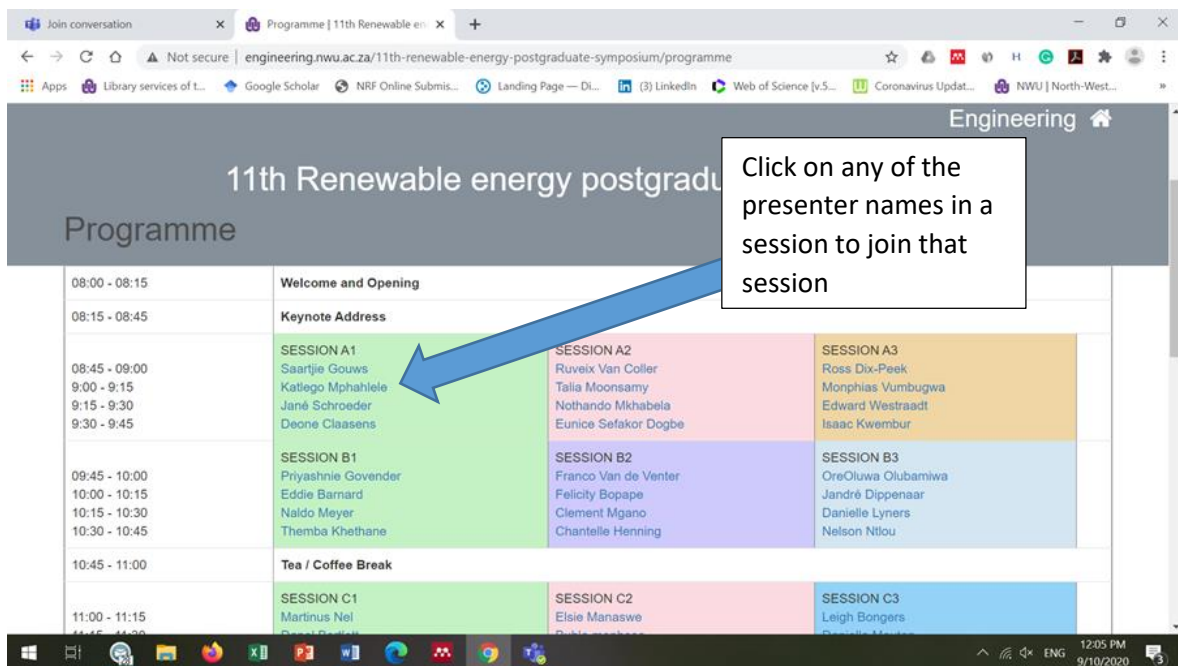 Join conversation
Programme | 11th Renewable en
Not secure | engineering.nwu.ac.za/11th-renewable-energy-postgraduate-symposium/programme
Apps Library services of t... Google Scholar NRF Online Submis... Landing Page — Di... (3) LinkedIn Web of Science [v.5... Coronavirus Updat... NWU | North-West... »
Engineering
11th Renewable energy postgradu
Programme
Click on any of the
presenter names in a
session to join that
session
08:00 - 08:15 Welcome and Opening
08:15 - 08:45 Keynote Address
SESSION A1 SESSION A2 SESSION A3
08:45 - 09:00 Saartjie Gouws Ruveix Van Coller Ross Dix-Peek
9:00 - 9:15 Katlego Mphahlele Talia Moonsamy Monphias Vumbugwa
9:15 - 9:30 Jané Schroeder Nothando Mkhabela Edward Westraadt
9:30 - 9:45 Deone Claasens Eunice Sefakor Dogbe Isaac Kwembur
SESSION B1 SESSION B2 SESSION B3
09:45 - 10:00 Priyashnie Govender Franco Van de Venter OreOluwa Olubamiwa
10:00 - 10:15 Eddie Barnard Felicity Bopape Jandré Dippenaar
10:15 - 10:30 Naldo Meyer Clement Mgano Danielle Lyners
10:30 - 10:45 Themba Khethane Chantelle Henning Nelson Ntlou
10:45 - 11:00 Tea / Coffee Break
SESSION C1 SESSION C2 SESSION C3
11:00 - 11:15 Martinus Nel Elsie Manaswe Leigh Bongers
ENG 12:05 PM
9/10/2020